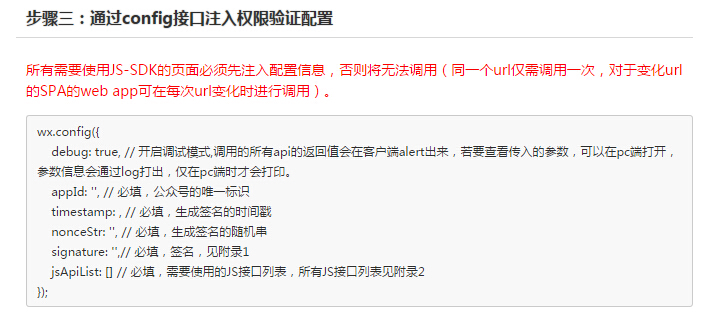 步骤三：通过config接口注入权限验证配置
所有需要使用JS-SDK的页面必须先注入配置信息，否则将无法调用（同一个url仅需调用一次，对于变化url
的SPA的web app可在每次url变化时进行调用）。
wx.config({
debug: true, // 开启调试模式,调用的所有api的返回值会在客户端alert出来，若要查看传入的参数，可以在pc端打开，
参数信息会通过log打出，仅在pc端时才会打印。
appId: '', // 必填，公众号的唯一标识
timestamp: , // 必填，生成签名的时间戳
nonceStr: '', // 必填，生成签名的随机串
signature: '',// 必填，签名，见附录1
jsApiList: [] // 必填，需要使用的JS接口列表，所有JS接口列表见附录2
});